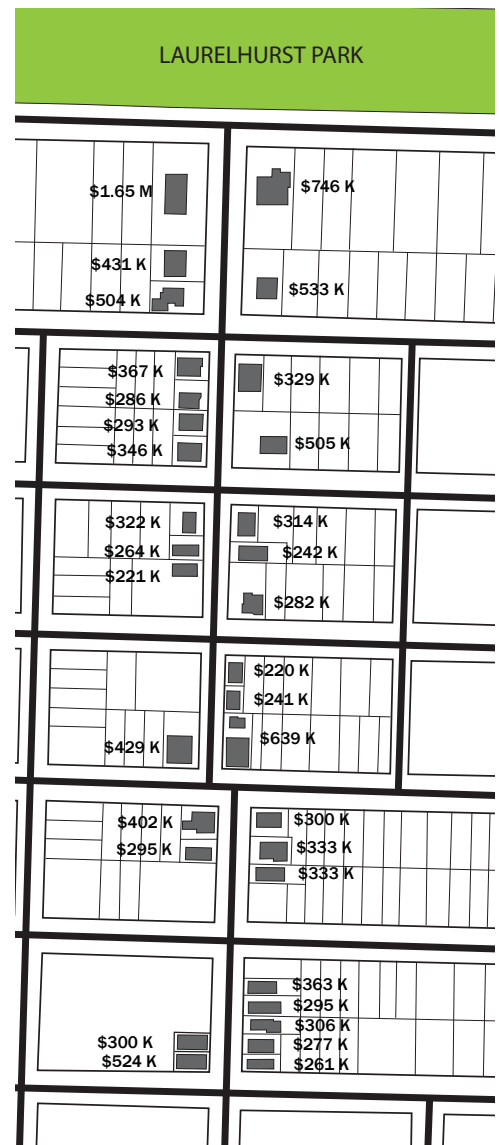 LAURELHURST PARK
$1.65 M
$746 K
$431 K
$533 K
$504 K
$367 K
$329 K
$286 K
$293 K
$505 K
$346 K
$322 K
$314 K
$264 K
$242 K
$221 K
$282 K
$220 K
$241 K
$429 K
$639 K
$402 K
$300 K
$295 K
$333 K
$333 K
$363 K
$295 K
$306 K
$300 K
$277 K
$524 K
$261 K